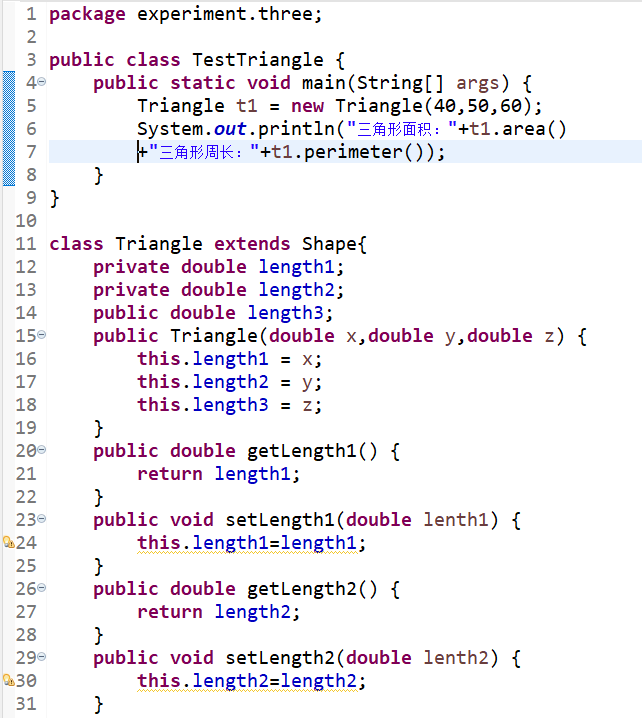 1 package experiment.three;
2
3 public class TestTriangle {
4 public static void main(String[] args) {
5 Triangle t1 = new Triangle(40,50,60);
6 System.out.println("三角形面积："+t1.area()
7 +"三角形周长："+t1.perimeter());
8 }
9 }
10
11 class Triangle extends Shape{
12 private double length1;
13 private double length2;
14 public double length3;
15 public Triangle(double x,double y,double z) {
16 this.length1 = x;
17 this.length2 = y;
18 this.length3 = z;
19 }
20 public double getLength1() {
21 return length1;
22 }
23 public void setLength1(double lenth1) {
24 this.length1=length1;
25 }
26 public double getLength2() {
27 return length2;
28 }
29 public void setLength2(double lenth2) {
30 this.length2=length2;
31 }